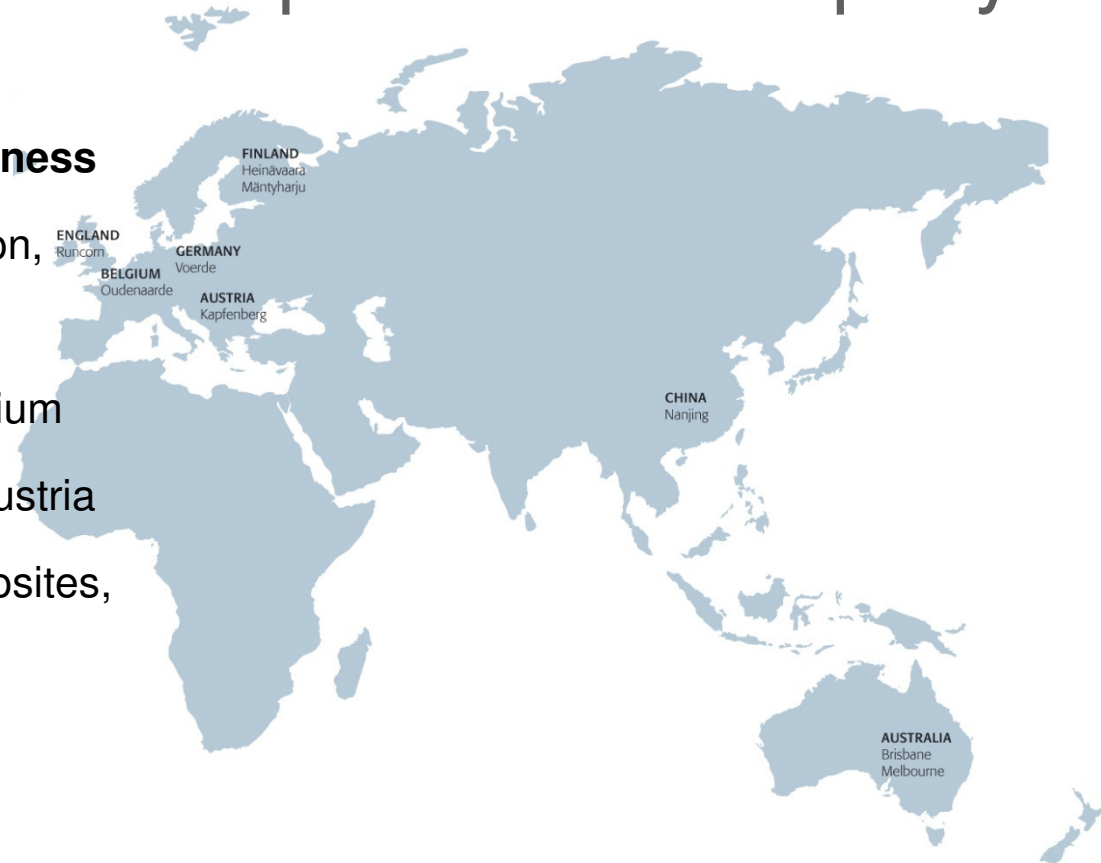 ness
on,
ium
ustria
osites,
FINLAND
Heinävaara
Mäntyharju
ENGLAND
Runcorn
GERMANY
Voerde
BELGIUM
Oudenaarde
AUSTRIA
Kapfenberg
CHINA
Nanjing
AUSTRALIA
Brisbane
Melbourne